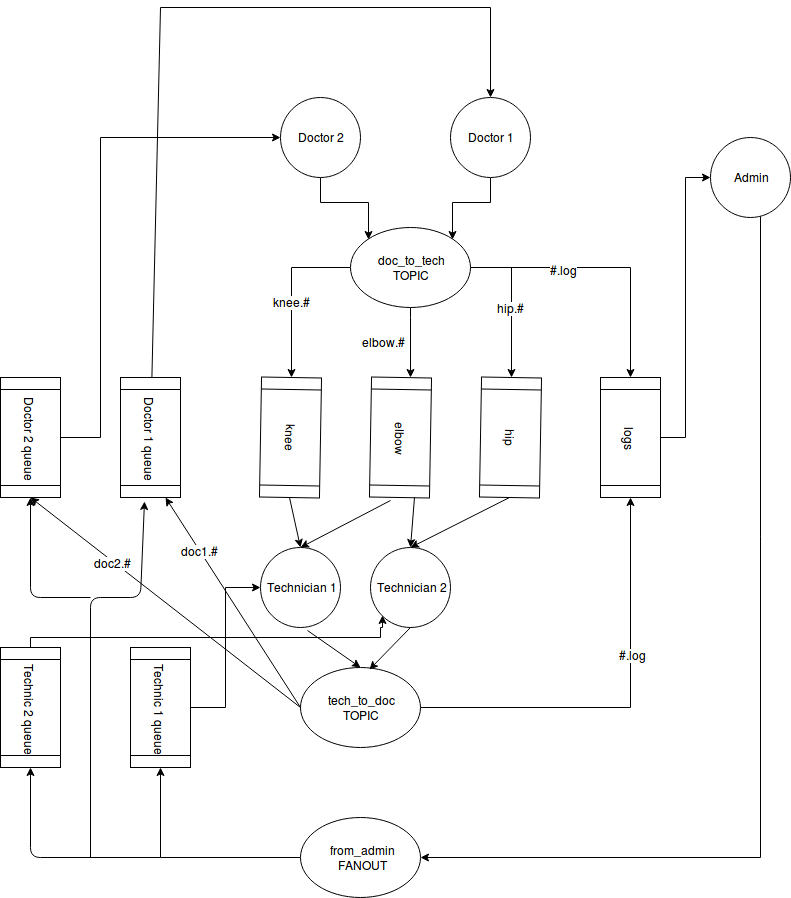 Doctor 2
Doctor 1
Admin
doc_to_tech
TOPIC
#.log
knee.#
hip.#
elbow.#
Doctor 2 queue
Doctor 1 queue
knee
elbow
hip
logs
doc1.#
doc2.#
Technician 1
Technician 2
#.log
Technic 2 queue
Technic 1 queue
tech_to_doc
TOPIC
from_admin
FANOUT